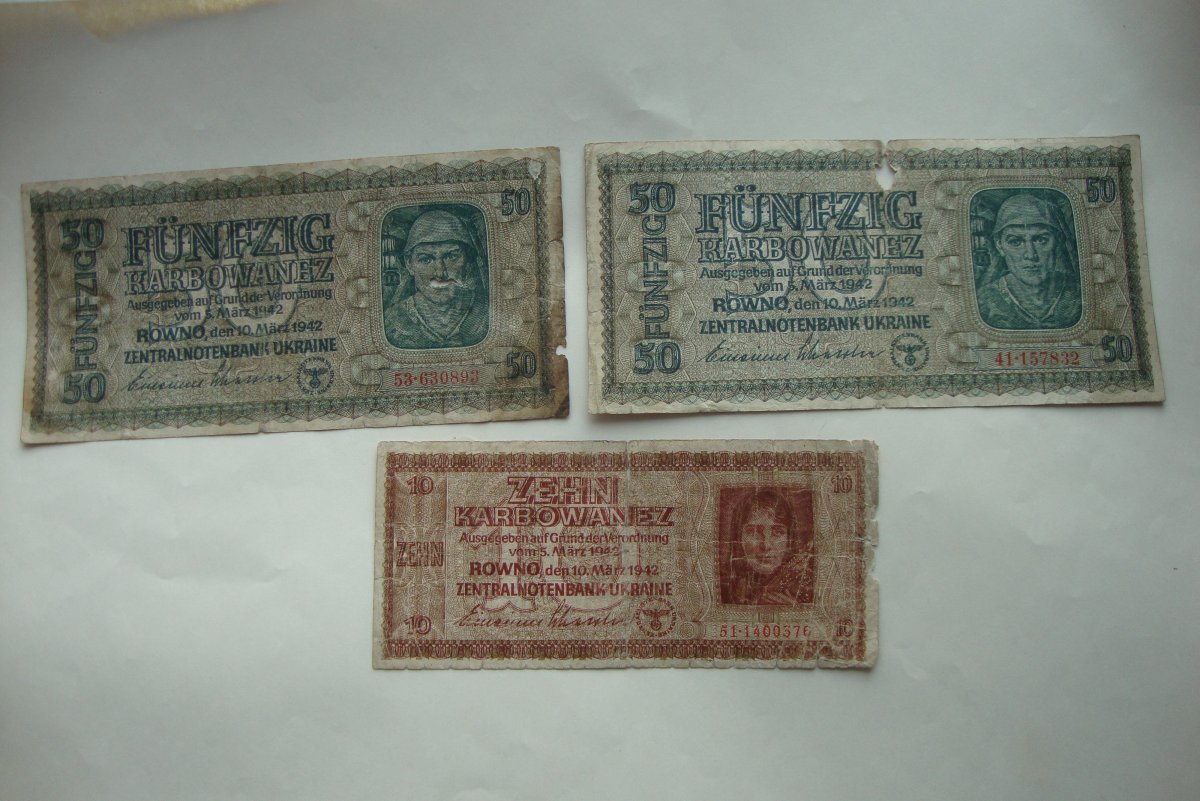 50
FÜNFZIG
50
FÜNFZIG
KARBOWANEZ
Ausgegeben auf Grund der Verordnung
vom 5. März 1942
ROWNO, den 10. März 1942
ZENTRALNOTENBANK UKRAINE
50
53·630893
50
50
FÜNFZIG
50
FÜNFZIG
KARBOWANEZ
Ausgegeben auf Grund der Verordnung
vom 5. März 1942
ROWNO, den 10. März 1942
ZENTRALNOTENBANK UKRAINE
50
41·157832
50
10
ZEHN
10
ZEHN
KARBOWANEZ
Ausgegeben auf Grund der Verordnung
vom 5. März 1942
ROWNO, den 10. März 1942
ZENTRALNOTENBANK UKRAINE
10
51·1400376
10